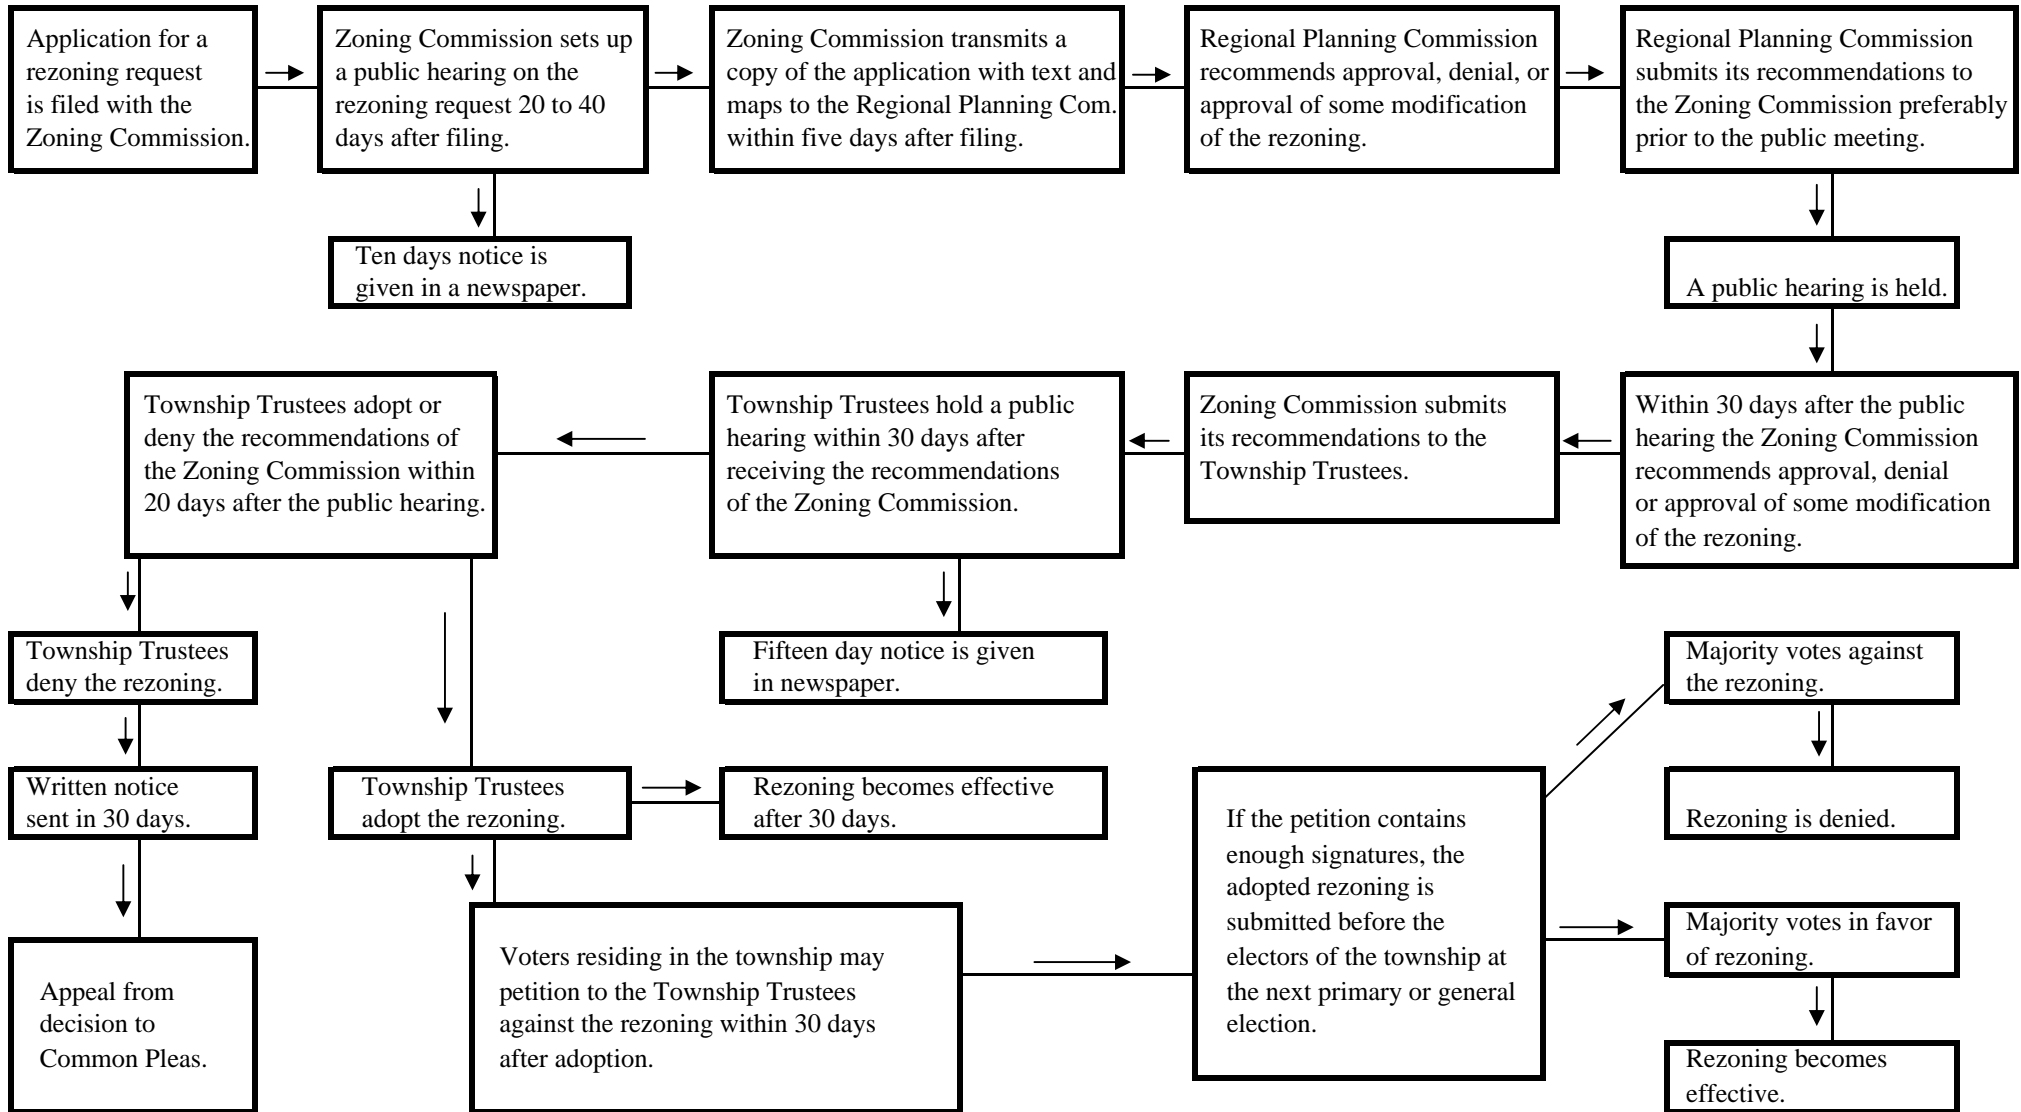 Application for a
rezoning request
is filed with the
Zoning Commission.
Zoning Commission sets up
a public hearing on the
rezoning request 20 to 40
days after filing.
Zoning Commission transmits a
copy of the application with text and
maps to the Regional Planning Com.
within five days after filing.
Regional Planning Commission
recommends approval, denial, or
approval of some modification
of the rezoning.
Regional Planning Commission
submits its recommendations to
the Zoning Commission preferably
prior to the public meeting.
Ten days notice is
given in a newspaper.
A public hearing is held.
Township Trustees adopt or
deny the recommendations of
the Zoning Commission within
20 days after the public hearing.
Township Trustees hold a public
hearing within 30 days after
receiving the recommendations
of the Zoning Commission.
Zoning Commission submits
its recommendations to the
Township Trustees.
Within 30 days after the public
hearing the Zoning Commission
recommends approval, denial
or approval of some modification
of the rezoning.
Township Trustees
deny the rezoning.
Fifteen day notice is given
in newspaper.
Majority votes against
the rezoning.
Written notice
sent in 30 days.
Township Trustees
adopt the rezoning.
Rezoning becomes effective
after 30 days.
If the petition contains
enough signatures, the
adopted rezoning is
submitted before the
electors of the township at
the next primary or general
election.
Rezoning is denied.
Majority votes in favor
of rezoning.
Appeal from
decision to
Common Pleas.
Voters residing in the township may
petition to the Township Trustees
against the rezoning within 30 days
after adoption.
Rezoning becomes
effective.